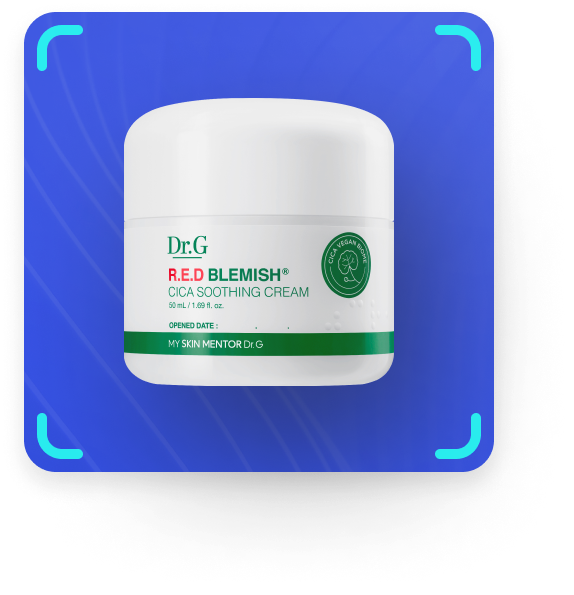 Dr.G
CICA VEGAN BIOME
R.E.D BLEMISH®
CICA SOOTHING CREAM
50 mL / 1.69 fl. oz.
OPENED DATE : . .
MY SKIN MENTOR Dr.G